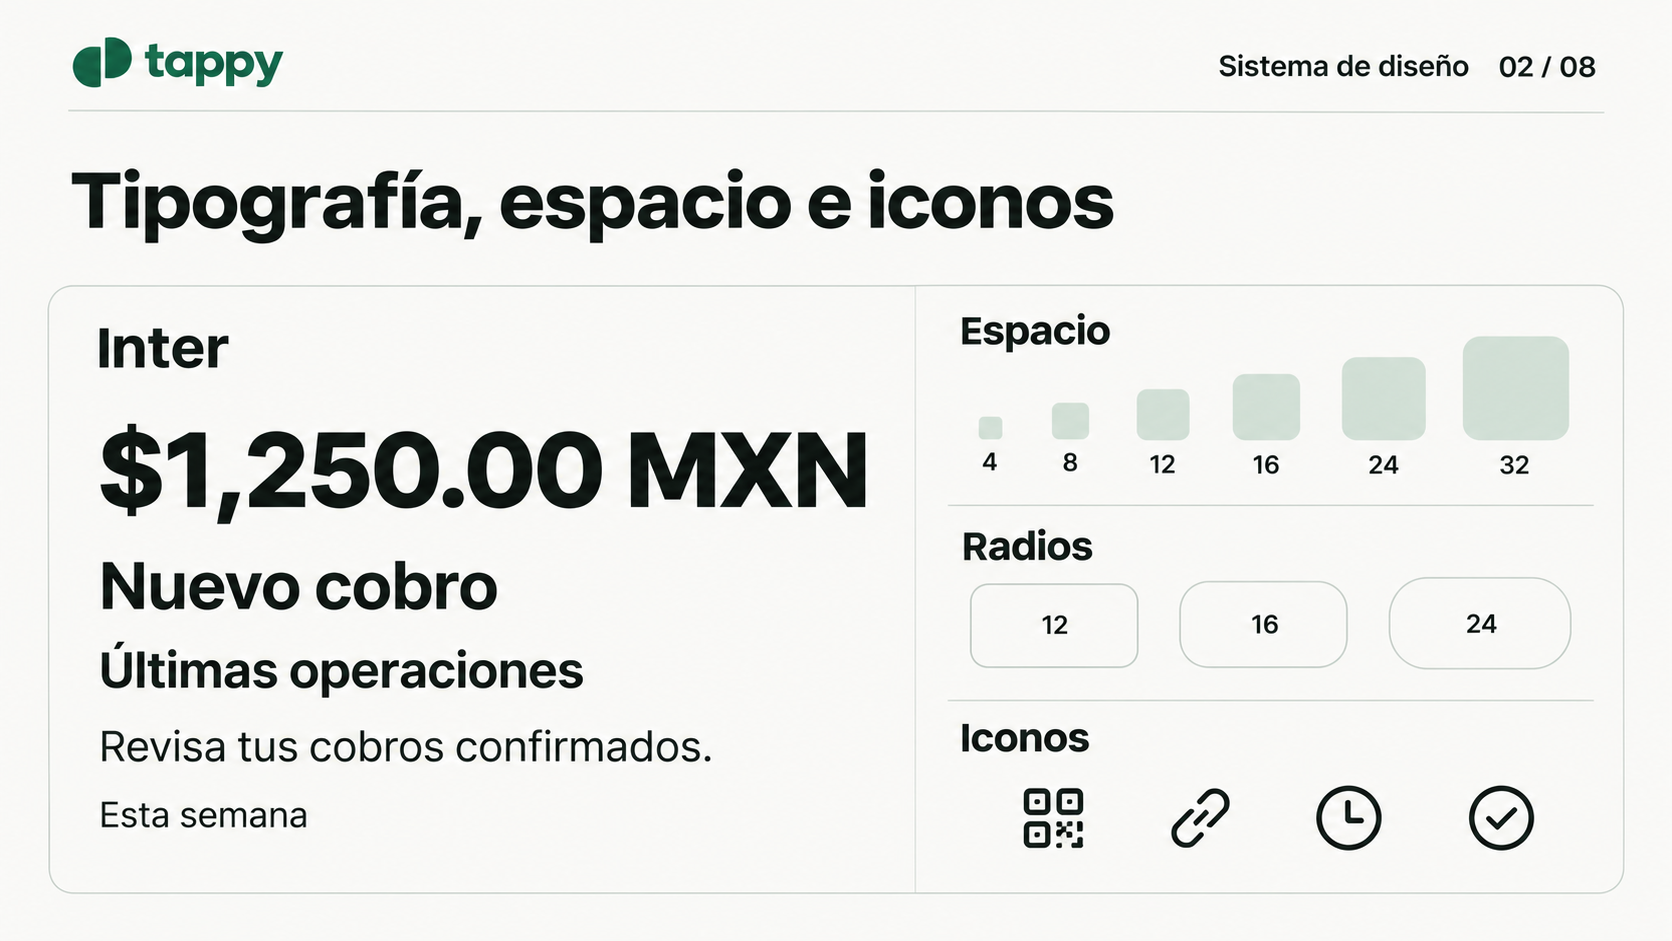 tappy
Sistema de diseño 02 / 08
Tipografía, espacio e iconos
Inter
$1,250.00 MXN
Nuevo cobro
Últimas operaciones
Revisa tus cobros confirmados.
Esta semana
Espacio
4 8 12 16 24 32
Radios
12 16 24
Iconos